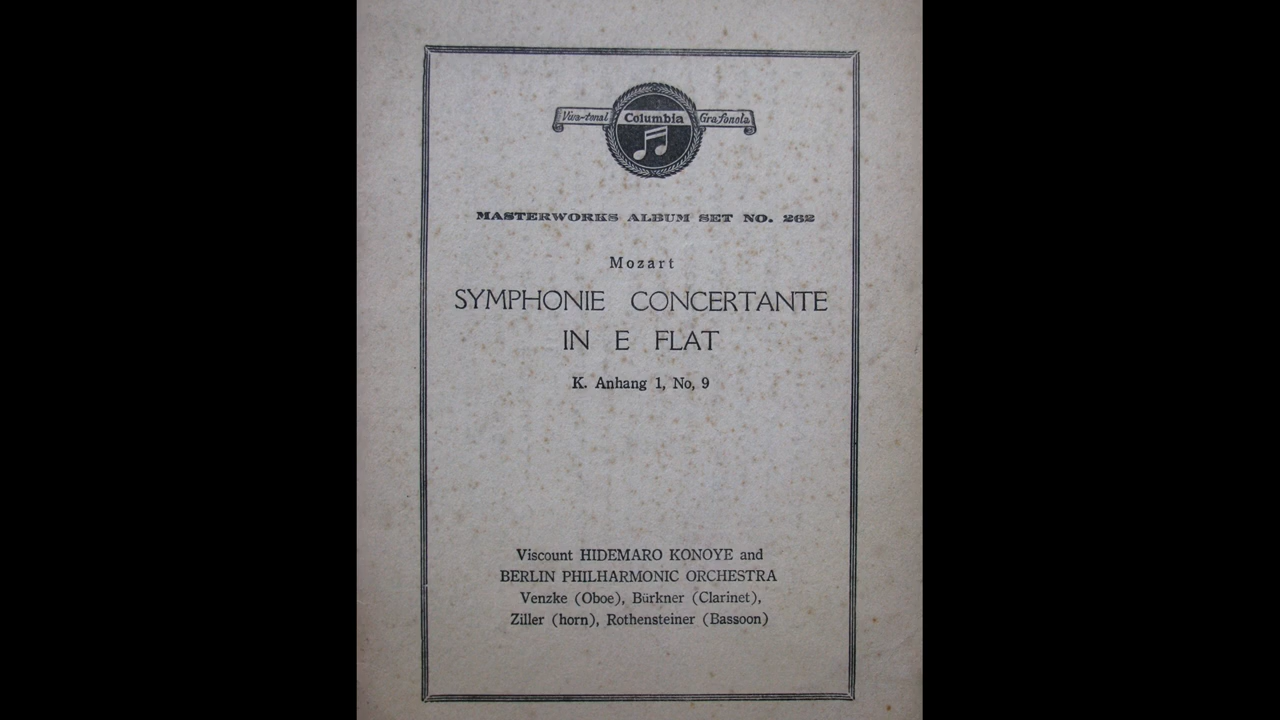 Viva-tonal Columbia Grafonola
MASTERWORKS ALBUM SET NO. 262
Mozart
SYMPHONIE CONCERTANTE
IN E FLAT
K. Anhang 1, No, 9
Viscount HIDEMARO KONOYE and
BERLIN PHILHARMONIC ORCHESTRA
Venzke (Oboe), Bürkner (Clarinet),
Ziller (horn), Rothensteiner (Bassoon)